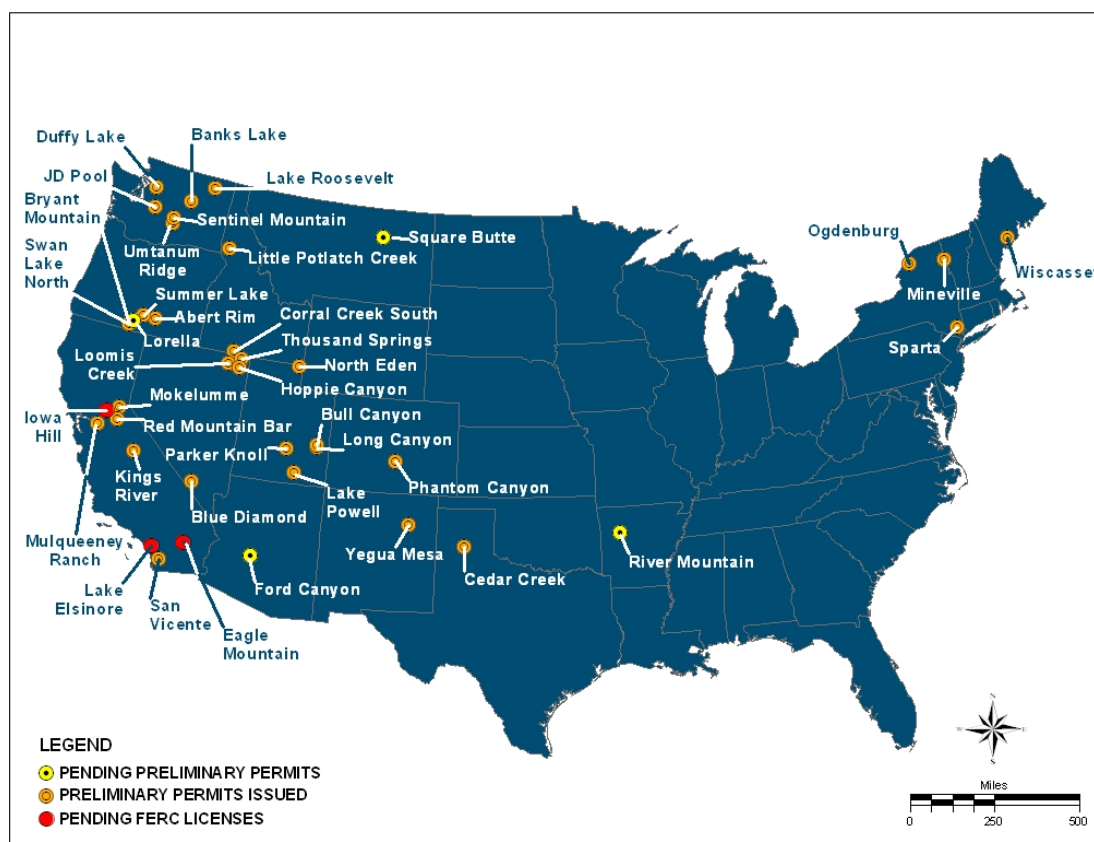 Duffy Lake
Banks Lake
JD Pool
Lake Roosevelt
Bryant
Mountain
Sentinel Mountain
Swan
Lake
North
Umtanum
Ridge
Little Potlatch Creek
Square Butte
Ogdenburg
Wiscasset
Mineville
Summer Lake
Abert Rim
Lorella
Corral Creek South
Thousand Springs
Sparta
Loomis
Creek
North Eden
Hoppie Canyon
Mokelumme
Iowa
Hill
Red Mountain Bar
Bull Canyon
Long Canyon
Parker Knoll
Kings
River
Lake
Powell
Phantom Canyon
Blue Diamond
Mulqueeney
Ranch
Yegua Mesa
Cedar Creek
River Mountain
Lake
Elsinore
San
Vicente
Ford Canyon
Eagle
Mountain
N
W
E
S
LEGEND
PENDING PRELIMINARY PERMITS
PRELIMINARY PERMITS ISSUED
PENDING FERC LICENSES
Miles
0 250 500